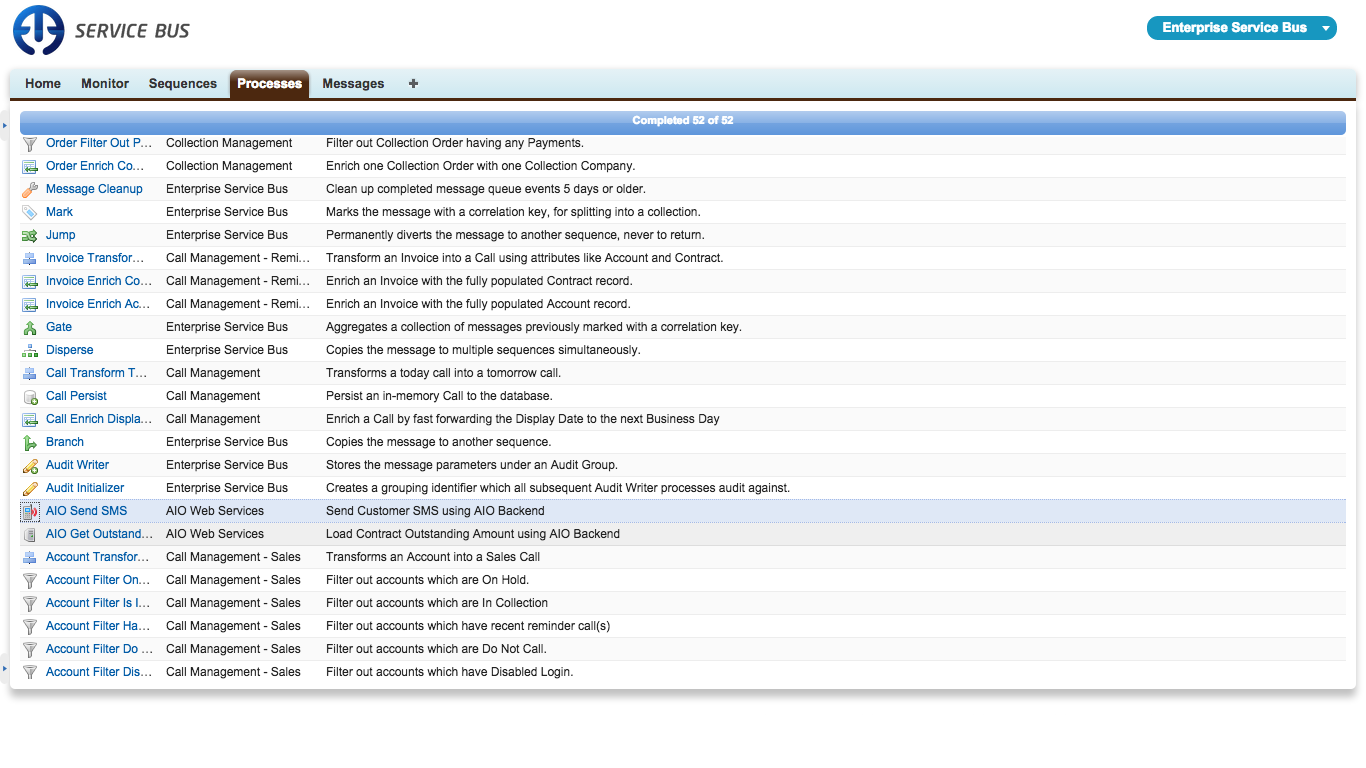 SERVICE BUS
Enterprise Service Bus
Home Monitor Sequences Processes Messages +
Completed 52 of 52
Order Filter Out P... Collection Management Filter out Collection Order having any Payments.
Order Enrich Co... Collection Management Enrich one Collection Order with one Collection Company.
Message Cleanup Enterprise Service Bus Clean up completed message queue events 5 days or older.
Mark Enterprise Service Bus Marks the message with a correlation key, for splitting into a collection.
Jump Enterprise Service Bus Permanently diverts the message to another sequence, never to return.
Invoice Transfor... Call Management - Remi... Transform an Invoice into a Call using attributes like Account and Contract.
Invoice Enrich Co... Call Management - Remi... Enrich an Invoice with the fully populated Contract record.
Invoice Enrich Ac... Call Management - Remi... Enrich an Invoice with the fully populated Account record.
Gate Enterprise Service Bus Aggregates a collection of messages previously marked with a correlation key.
Disperse Enterprise Service Bus Copies the message to multiple sequences simultaneously.
Call Transform T... Call Management Transforms a today call into a tomorrow call.
Call Persist Call Management Persist an in-memory Call to the database.
Call Enrich Displa... Call Management Enrich a Call by fast forwarding the Display Date to the next Business Day
Branch Enterprise Service Bus Copies the message to another sequence.
Audit Writer Enterprise Service Bus Stores the message parameters under an Audit Group.
Audit Initializer Enterprise Service Bus Creates a grouping identifier which all subsequent Audit Writer processes audit against.
AIO Send SMS AIO Web Services Send Customer SMS using AIO Backend
AIO Get Outstand... AIO Web Services Load Contract Outstanding Amount using AIO Backend
Account Transfor... Call Management - Sales Transforms an Account into a Sales Call
Account Filter On... Call Management - Sales Filter out accounts which are On Hold.
Account Filter Is I... Call Management - Sales Filter out accounts which are In Collection
Account Filter Ha... Call Management - Sales Filter out accounts which have recent reminder call(s)
Account Filter Do ... Call Management - Sales Filter out accounts which are Do Not Call.
Account Filter Dis... Call Management - Sales Filter out accounts which have Disabled Login.